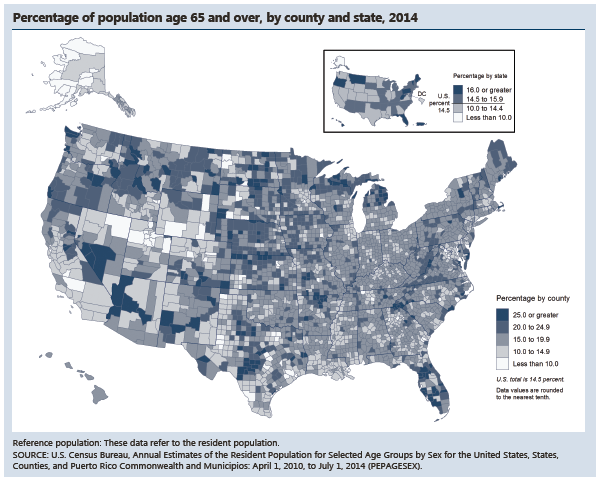 Percentage of population age 65 and over, by county and state, 2014
Percentage by state
DC
U.S.
percent
14.5
16.0 or greater
14.5 to 15.9
10.0 to 14.4
Less than 10.0
Percentage by county
25.0 or greater
20.0 to 24.9
15.0 to 19.9
10.0 to 14.9
Less than 10.0
U.S. total is 14.5 percent.
Data values are rounded
to the nearest tenth.
Reference population: These data refer to the resident population.
SOURCE: U.S. Census Bureau, Annual Estimates of the Resident Population for Selected Age Groups by Sex for the United States, States,
Counties, and Puerto Rico Commonwealth and Municipios: April 1, 2010, to July 1, 2014 (PEPAGESEX).